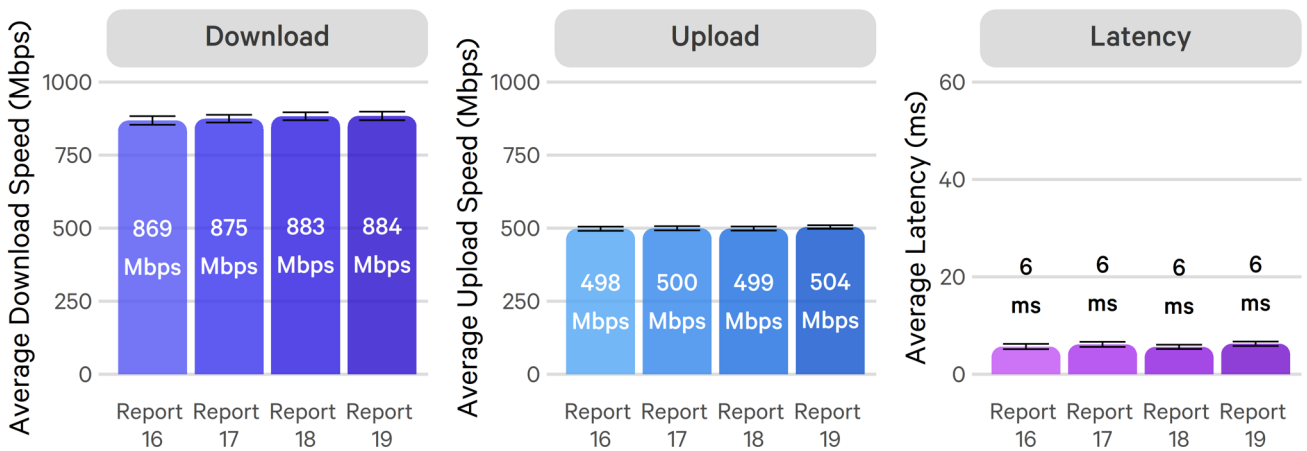 Download
Average Download Speed (Mbps)
1000
750
500
250
0
869
Mbps
875
Mbps
883
Mbps
884
Mbps
Report
16
Report
17
Report
18
Report
19
Upload
Average Upload Speed (Mbps)
1000
750
500
250
0
498
Mbps
500
Mbps
499
Mbps
504
Mbps
Report
16
Report
17
Report
18
Report
19
Latency
Average Latency (ms)
60
40
20
0
6
ms
6
ms
6
ms
6
ms
Report
16
Report
17
Report
18
Report
19